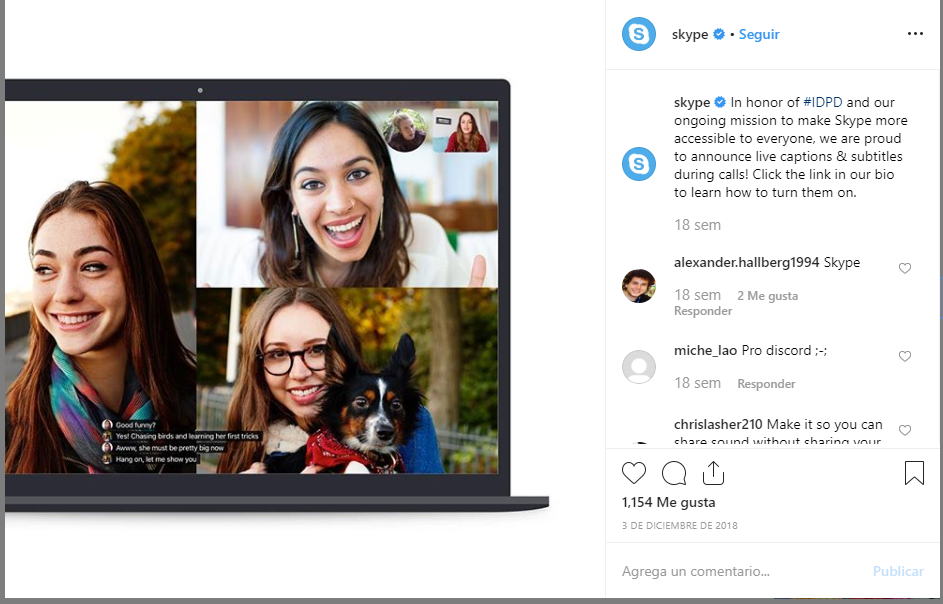 skype • Seguir
skype In honor of #IDPD and our
ongoing mission to make Skype more
accessible to everyone, we are proud
to announce live captions & subtitles
during calls! Click the link in our bio
to learn how to turn them on.
18 sem
alexander.hallberg1994 Skype
18 sem 2 Me gusta
Responder
miche_lao Pro discord ;-;
18 sem Responder
chrislasher210 Make it so you can
share sound without sharing your
1,154 Me gusta
3 DE DICIEMBRE DE 2018
Agrega un comentario... Publicar
Good funny?
Yes! Chasing birds and learning her first tricks
Awww, she must be pretty big now
Hang on, let me show you